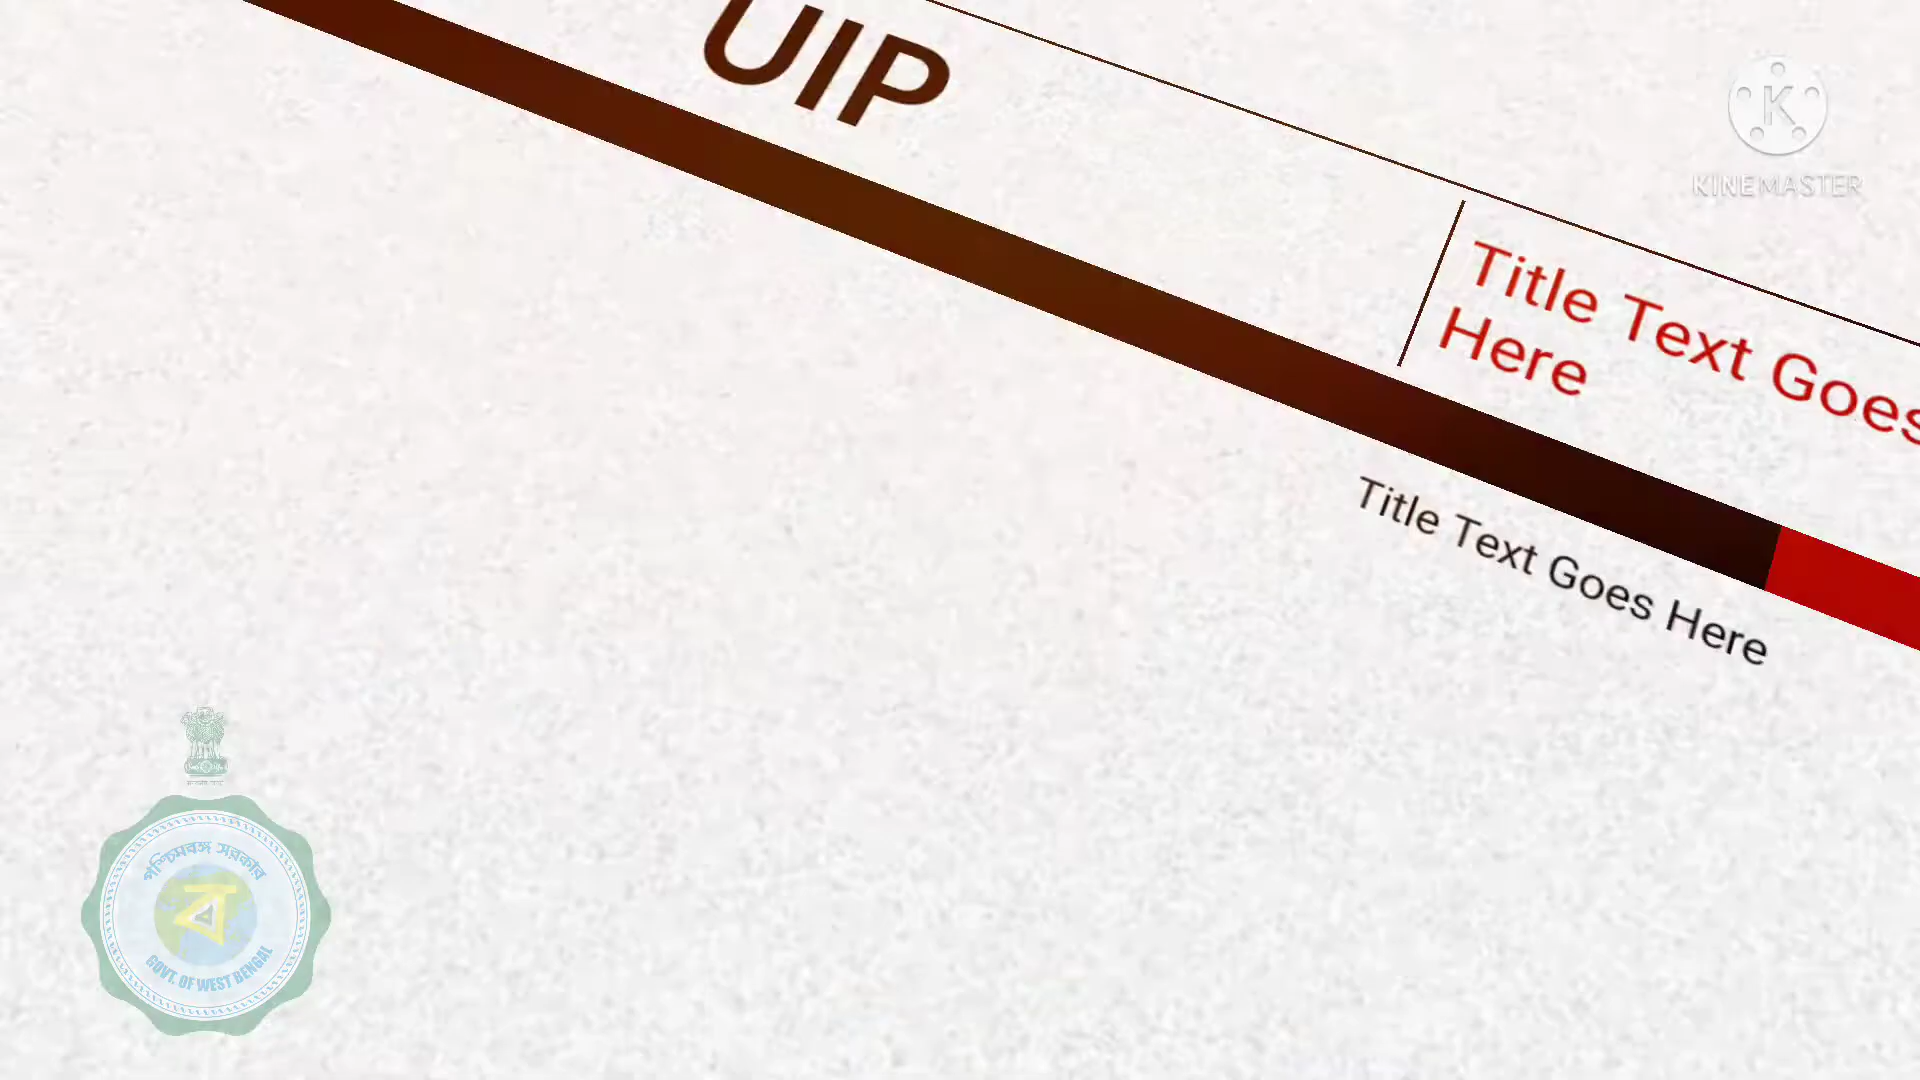 UIP
KINEMASTER
Title Text Goes
Here
Title Text Goes Here
পশ্চিমবঙ্গ সরকার
ব
GOVT. OF WEST BENGAL